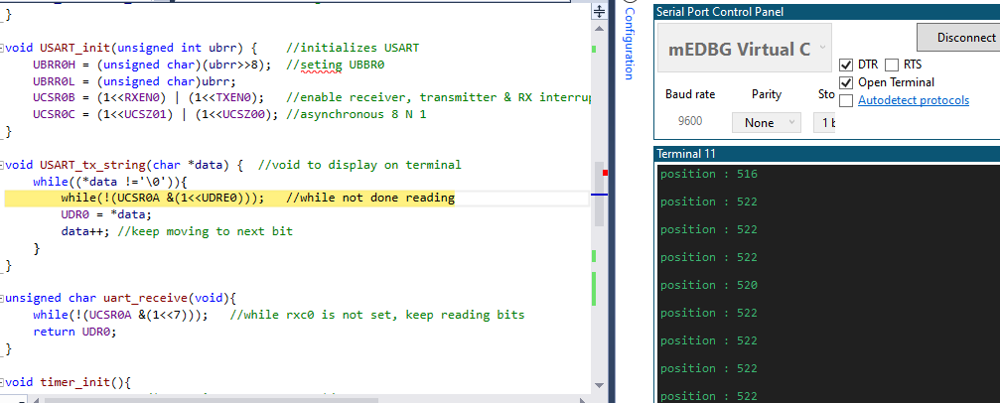 }
void USART_init(unsigned int ubrr) {    //initializes USART
    UBRR0H = (unsigned char)(ubrr>>8);  //seting UBBR0
    UBRR0L = (unsigned char)ubrr;
    UCSR0B = (1<<RXEN0) | (1<<TXEN0);   //enable receiver, transmitter & RX interrup
    UCSR0C = (1<<UCSZ01) | (1<<UCSZ00); //asynchronous 8 N 1
}
void USART_tx_string(char *data) {  //void to display on terminal
    while((*data !='\0')){
        while(!(UCSR0A &(1<<UDRE0)));   //while not done reading
        UDR0 = *data;
        data++; //keep moving to next bit
    }
}
unsigned char uart_receive(void){
    while(!(UCSR0A &(1<<7)));   //while rxc0 is not set, keep reading bits
    return UDR0;
}
void timer_init(){
Configuration
Serial Port Control Panel
mEDBG Virtual C
Disconnect
DTR RTS
Open Terminal
Autodetect protocols
Baud rate Parity Sto
9600 None 1 b
Terminal 11
position : 516
position : 522
position : 522
position : 522
position : 520
position : 522
position : 522
position : 522
position : 522